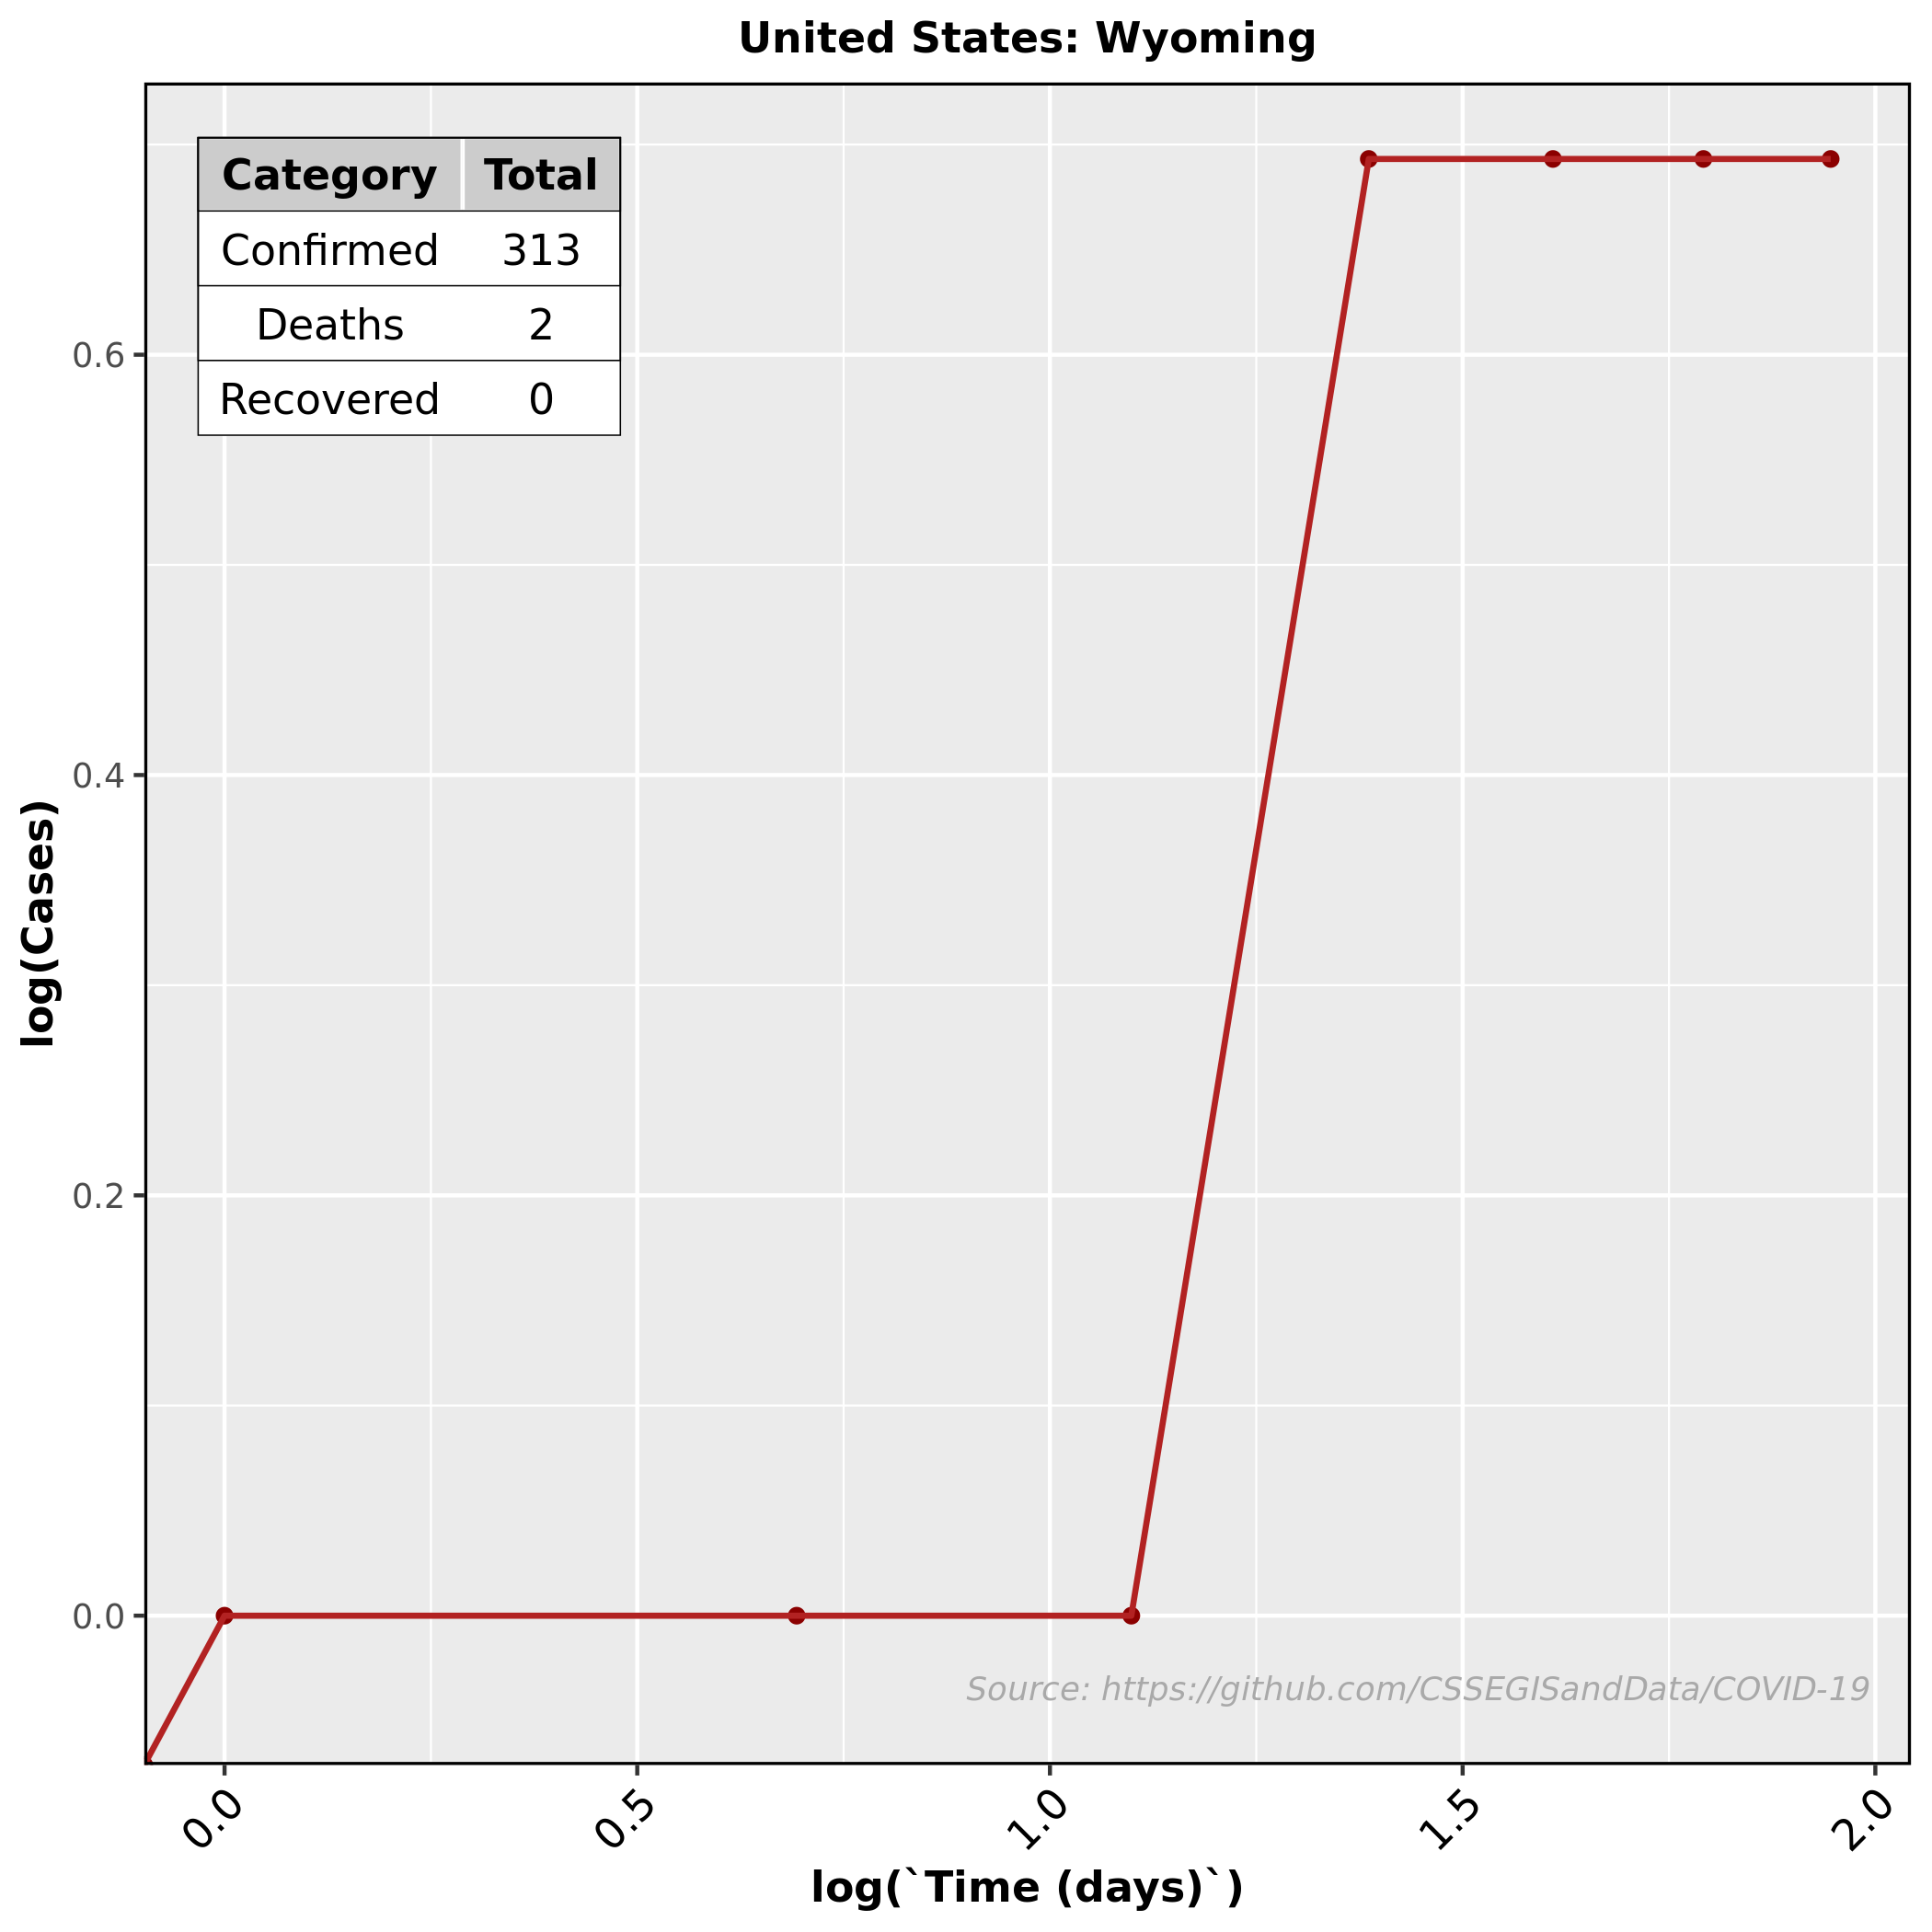 United States: Wyoming
Category Total
Confirmed 313
Deaths 2
Recovered 0
0.6
0.4
0.2
0.0
log(Cases)
Source: https://github.com/CSSEGISandData/COVID-19
0.0 0.5 1.0 1.5 2.0
log(`Time (days)`)